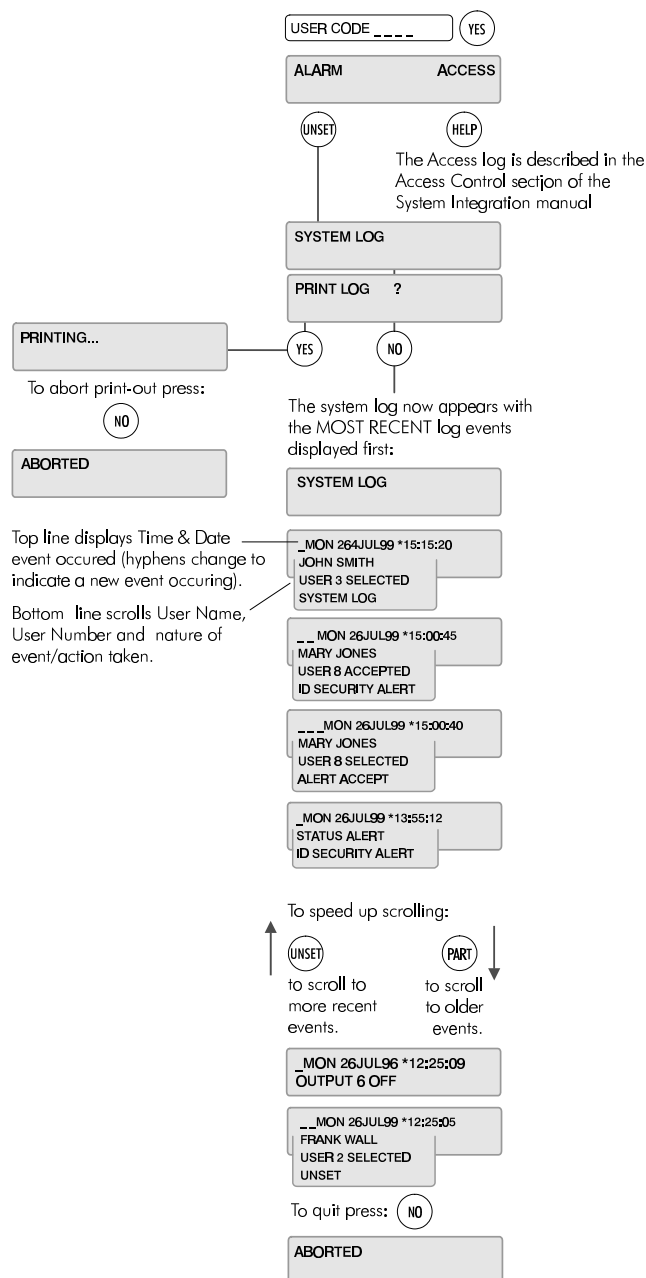 USER CODE _ _ _ _ YES
ALARM ACCESS
UNSET HELP
The Access log is described in the
Access Control section of the
System Integration manual
SYSTEM LOG
PRINT LOG ?
PRINTING...
YES NO
To abort print-out press:
NO
ABORTED
The system log now appears with
the MOST RECENT log events
displayed first:
SYSTEM LOG
Top line displays Time & Date
event occured (hyphens change to
indicate a new event occuring).
Bottom line scrolls User Name,
User Number and nature of
event/action taken.
_MON 264JUL99 *15:15:20
JOHN SMITH
USER 3 SELECTED
SYSTEM LOG
_ _ MON 26JUL99 *15:00:45
MARY JONES
USER 8 ACCEPTED
ID SECURITY ALERT
_ _ _MON 26JUL99 *15:00:40
MARY JONES
USER 8 SELECTED
ALERT ACCEPT
_MON 26JUL99 *13:55:12
STATUS ALERT
ID SECURITY ALERT
To speed up scrolling:
UNSET
to scroll to
more recent
events.
PART
to scroll
to older
events.
_MON 26JUL96 *12:25:09
OUTPUT 6 OFF
_ _MON 26JUL99 *12:25:05
FRANK WALL
USER 2 SELECTED
UNSET
To quit press: NO
ABORTED